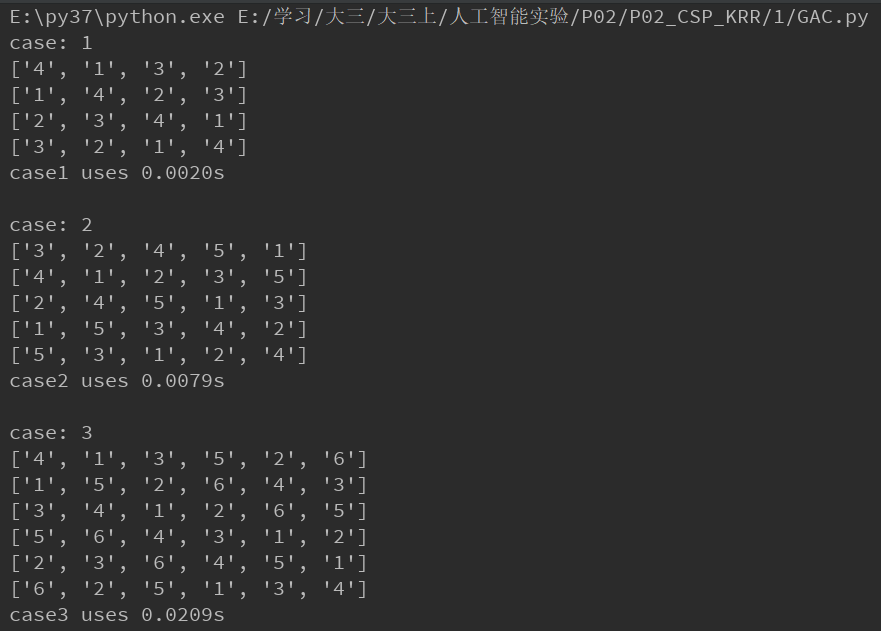 E:\py37\python.exe E:/学习/大三/大三上/人工智能实验/P02/P02_CSP_KRR/1/GAC.py
case: 1
['4', '1', '3', '2']
['1', '4', '2', '3']
['2', '3', '4', '1']
['3', '2', '1', '4']
case1 uses 0.0020s
case: 2
['3', '2', '4', '5', '1']
['4', '1', '2', '3', '5']
['2', '4', '5', '1', '3']
['1', '5', '3', '4', '2']
['5', '3', '1', '2', '4']
case2 uses 0.0079s
case: 3
['4', '1', '3', '5', '2', '6']
['1', '5', '2', '6', '4', '3']
['3', '4', '1', '2', '6', '5']
['5', '6', '4', '3', '1', '2']
['2', '3', '6', '4', '5', '1']
['6', '2', '5', '1', '3', '4']
case3 uses 0.0209s